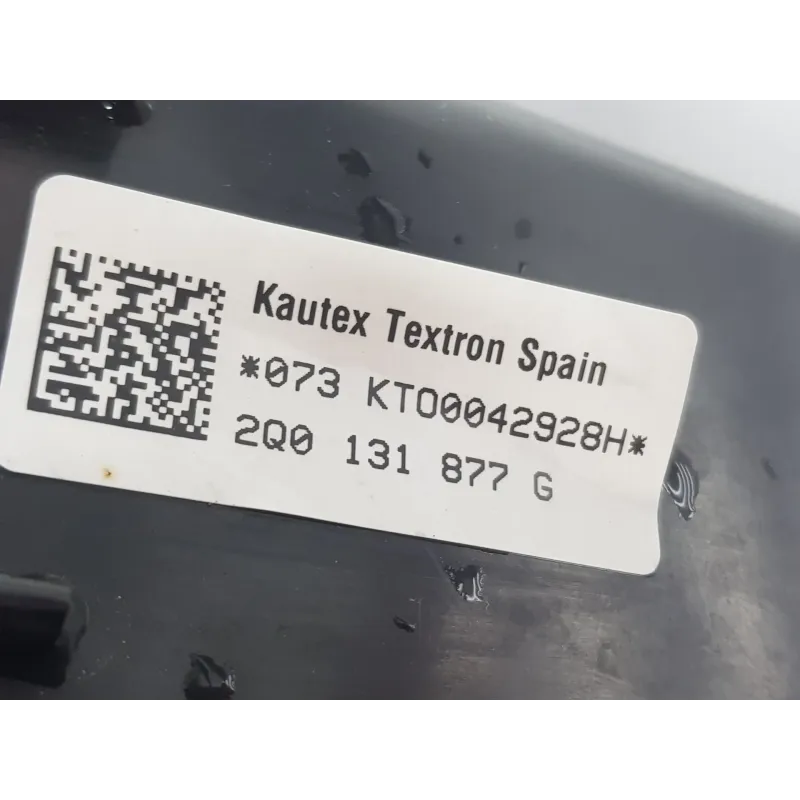 Kautex Textron Spain
*073 KT00042928H*
2Q0 131 877 G